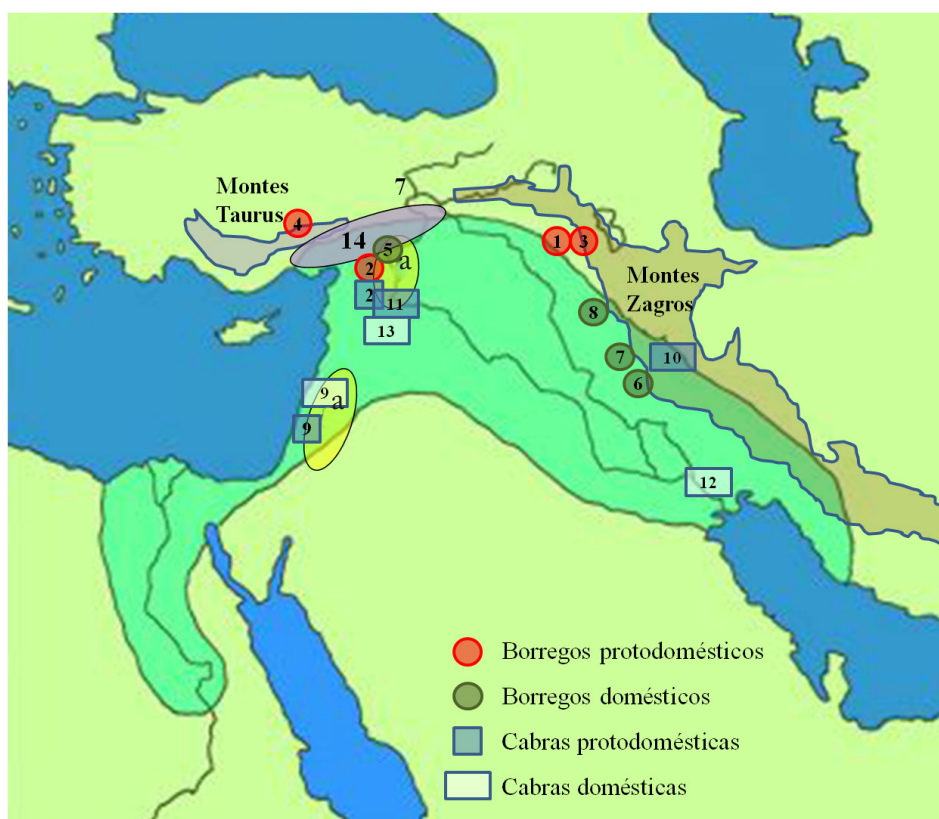 7
Montes
Taurus
4
14
5
a
1
3
2
Montes
Zagros
2
11
8
13
7
10
6
9
a
9
12
Borregos protodomésticos
Borregos domésticos
Cabras protodomésticas
Cabras domésticas